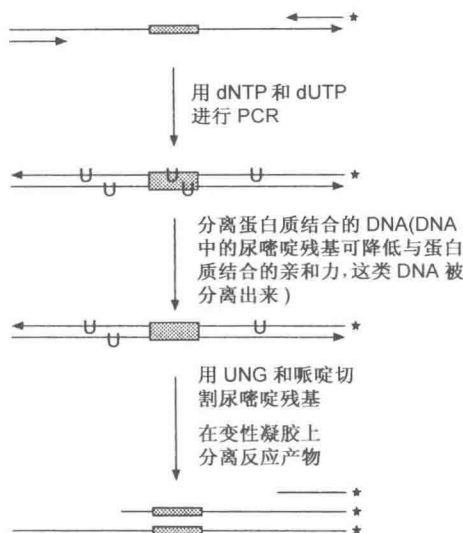 用 dNTP 和 dUTP
进行 PCR
U U U
U U
分离蛋白质结合的 DNA(DNA
中的尿嘧啶残基可降低与蛋白
质结合的亲和力,这类 DNA 被
分离出来)
U U
U
用 UNG 和哌啶切
割尿嘧啶残基
在变性凝胶上
分离反应产物